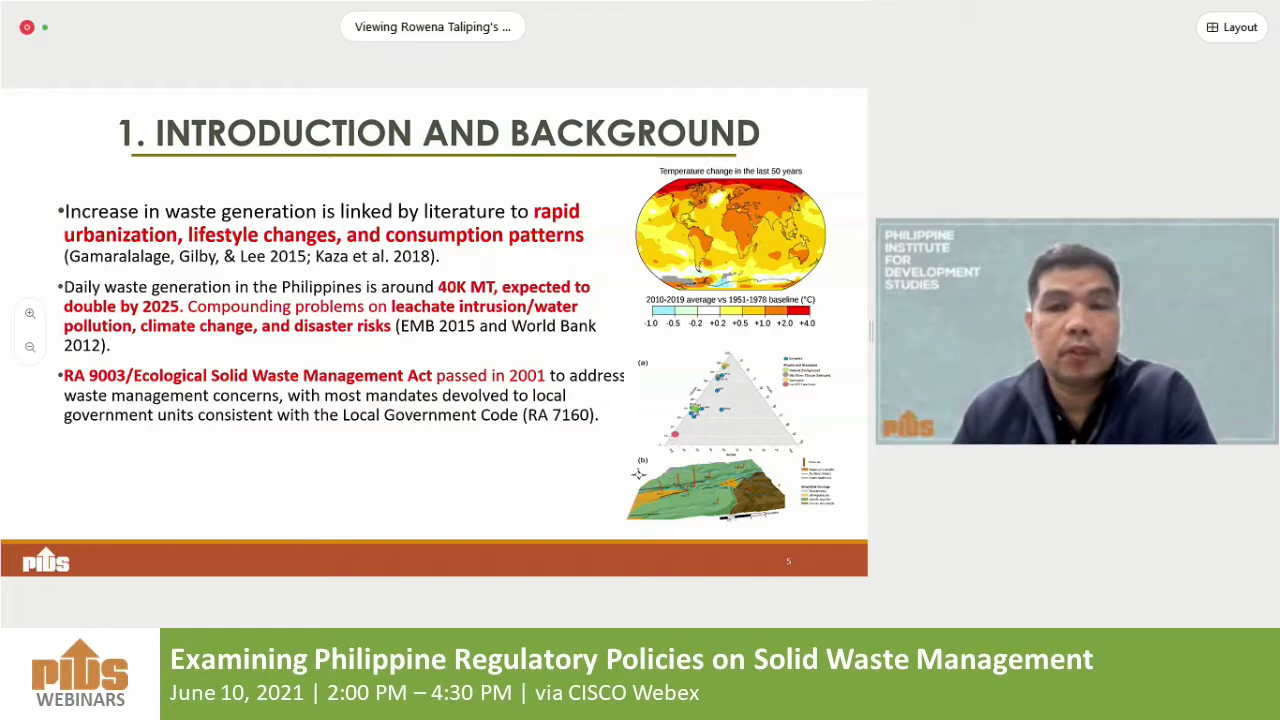 Viewing Rowena Taliping's ...
Layout
1. INTRODUCTION AND BACKGROUND
•Increase in waste generation is linked by literature to rapid
urbanization, lifestyle changes, and consumption patterns
(Gamaralalage, Gilby, & Lee 2015; Kaza et al. 2018).
•Daily waste generation in the Philippines is around 40K MT, expected to
double by 2025. Compounding problems on leachate intrusion/water
pollution, climate change, and disaster risks (EMB 2015 and World Bank
2012).
•RA 9003/Ecological Solid Waste Management Act passed in 2001 to address
waste management concerns, with most mandates devolved to local
government units consistent with the Local Government Code (RA 7160).
Temperature change in the last 50 years
2010-2019 average vs 1951-1978 baseline (°C)
-1.0 -0.5 -0.2 +0.2 +0.5 +1.0 +2.0 +4.0
(a)
(b)
PIDS
5
PHILIPPINE
INSTITUTE
FOR
DEVELOPMENT
STUDIES
PIDS
PIDS
WEBINARS
Examining Philippine Regulatory Policies on Solid Waste Management
June 10, 2021 | 2:00 PM – 4:30 PM | via CISCO Webex